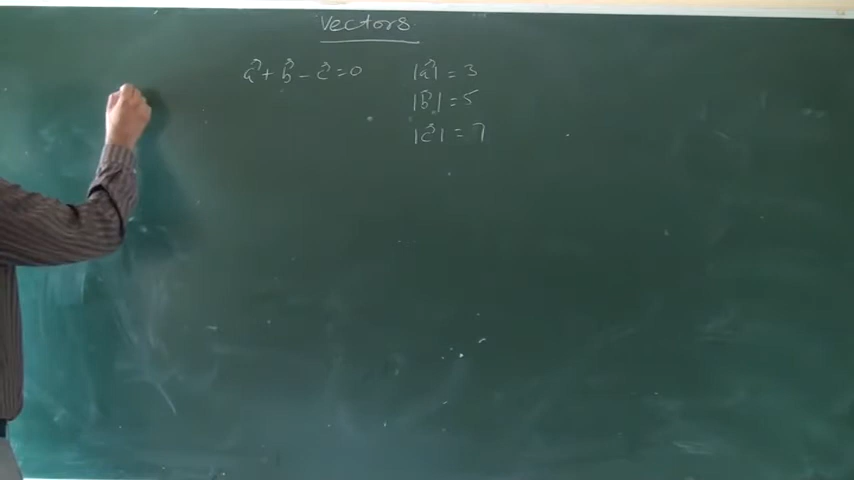 Vectors
a⃗ + b⃗ - c⃗ = 0 |a⃗| = 3
|b⃗| = 5
|c⃗| = 7